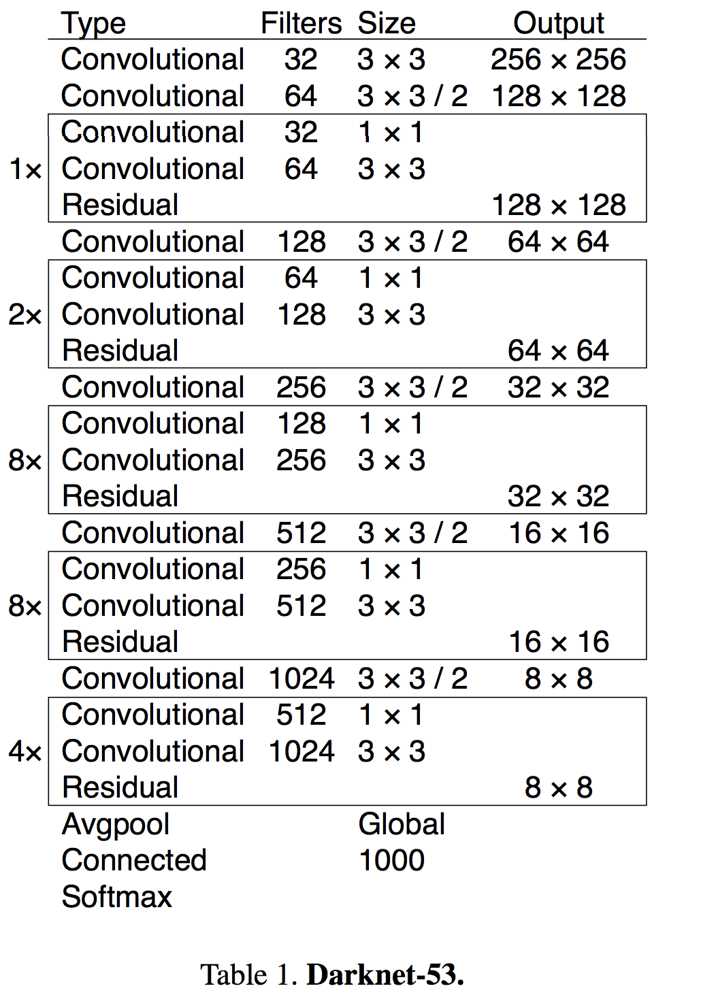 Type Filters Size Output
Convolutional 32 3 × 3 256 × 256
Convolutional 64 3 × 3 / 2 128 × 128
Convolutional 32 1 × 1
1× Convolutional 64 3 × 3
Residual 128 × 128
Convolutional 128 3 × 3 / 2 64 × 64
Convolutional 64 1 × 1
2× Convolutional 128 3 × 3
Residual 64 × 64
Convolutional 256 3 × 3 / 2 32 × 32
Convolutional 128 1 × 1
8× Convolutional 256 3 × 3
Residual 32 × 32
Convolutional 512 3 × 3 / 2 16 × 16
Convolutional 256 1 × 1
8× Convolutional 512 3 × 3
Residual 16 × 16
Convolutional 1024 3 × 3 / 2 8 × 8
Convolutional 512 1 × 1
4× Convolutional 1024 3 × 3
Residual 8 × 8
Avgpool Global
Connected 1000
Softmax
Table 1. Darknet-53.